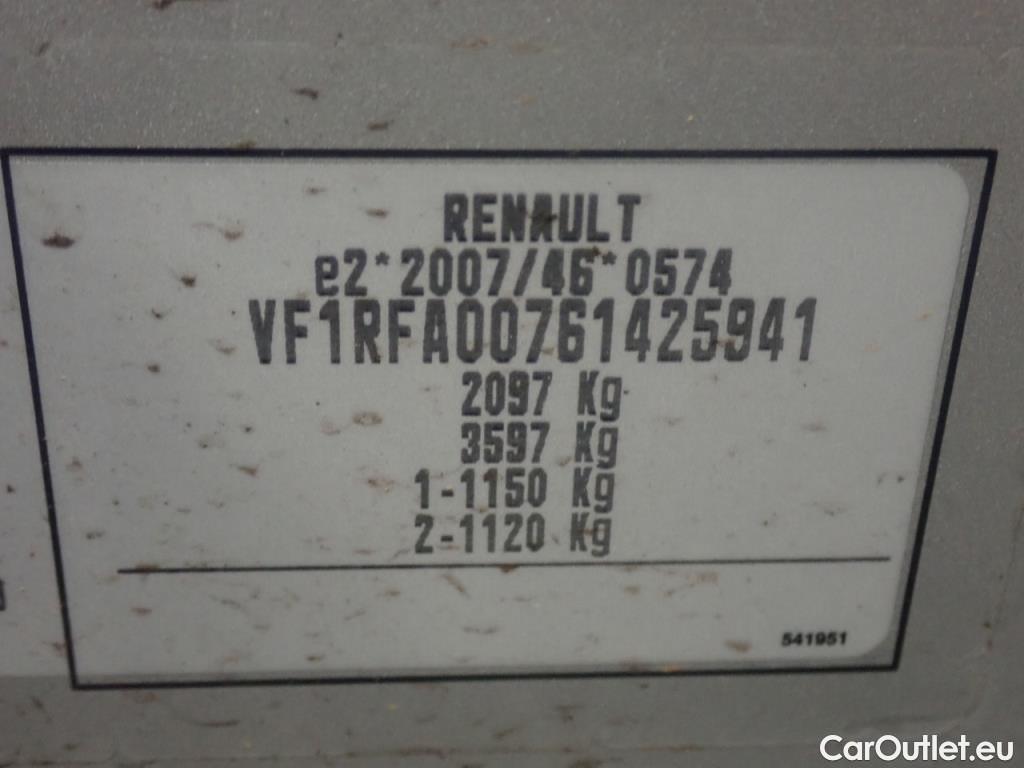 RENAULT
e2*2007/46*0574
VF1RFA00761425941
2097 Kg
3597 Kg
1-1150 Kg
2-1120 Kg
541951
CarOutlet.eu